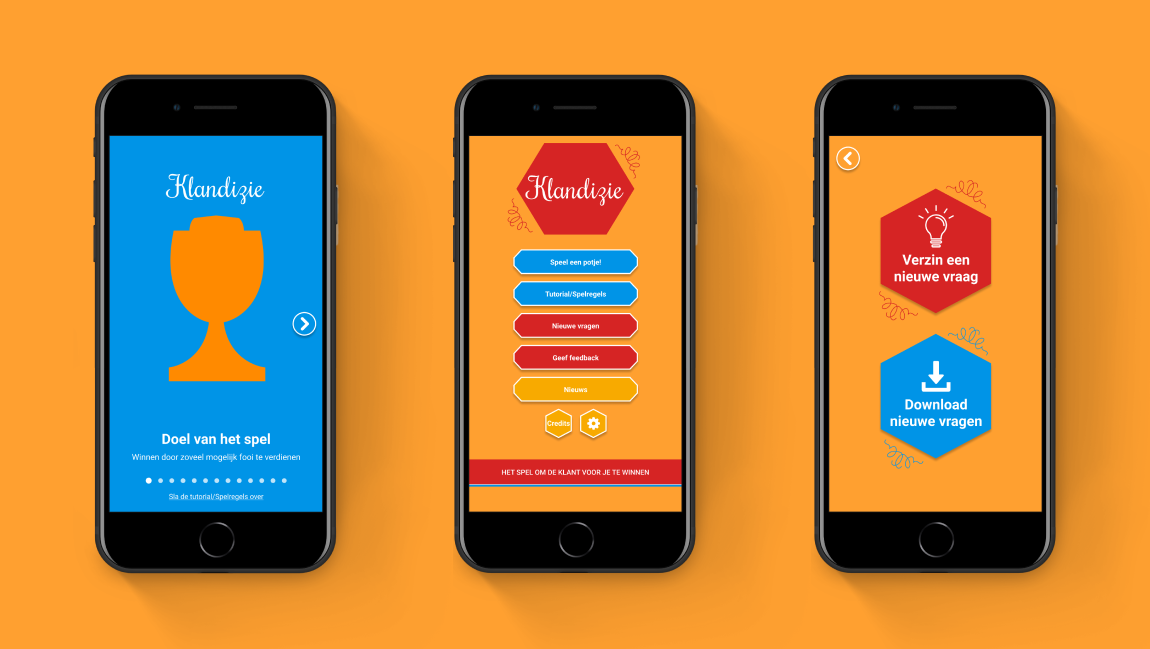 Klandizie
Doel van het spel
Winnen door zoveel mogelijk fooi te verdienen
Sla de tutorial/Spelregels over
Klandizie
Speel een potje!
Tutorial/Spelregels
Nieuwe vragen
Geef feedback
Nieuws
Credits
HET SPEL OM DE KLANT VOOR JE TE WINNEN
Verzin een
nieuwe vraag
Download
nieuwe vragen